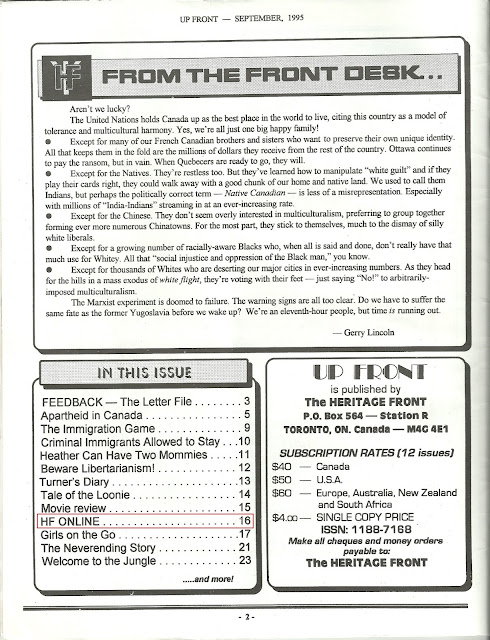 UP FRONT — SEPTEMBER, 1995
HF
FROM THE FRONT DESK...
Aren't we lucky?
The United Nations holds Canada up as the best place in the world to live, citing this country as a model of
tolerance and multicultural harmony. Yes, we're all just one big happy family!
● Except for many of our French Canadian brothers and sisters who want to preserve their own unique identity.
All that keeps them in the fold are the millions of dollars they receive from the rest of the country. Ottawa continues
to pay the ransom, but in vain. When Quebecers are ready to go, they will.
● Except for the Natives. They're restless too. But they've learned how to manipulate "white guilt" and if they
play their cards right, they could walk away with a good chunk of our home and native land. We used to call them
Indians, but perhaps the politically correct term — Native Canadian — is less of a misrepresentation. Especially
with millions of "India-Indians" streaming in at an ever-increasing rate.
● Except for the Chinese. They don't seem overly interested in multiculturalism, preferring to group together
forming ever more numerous Chinatowns. For the most part, they stick to themselves, much to the dismay of silly
white liberals.
● Except for a growing number of racially-aware Blacks who, when all is said and done, don't really have that
much use for Whitey. All that "social injustice and oppression of the Black man," you know.
● Except for thousands of Whites who are deserting our major cities in ever-increasing numbers. As they head
for the hills in a mass exodus of white flight, they're voting with their feet — just saying "No!" to arbitrarily-
imposed multiculturalism.
The Marxist experiment is doomed to failure. The warning signs are all too clear. Do we have to suffer the
same fate as the former Yugoslavia before we wake up? We're an eleventh-hour people, but time is running out.
— Gerry Lincoln
IN THIS ISSUE
FEEDBACK — The Letter File . . . . . . . . 3
Apartheid in Canada . . . . . . . . . . . . . . 5
The Immigration Game . . . . . . . . . . . . 9
Criminal Immigrants Allowed to Stay . . .10
Heather Can Have Two Mommies . . . . .11
Beware Libertarianism! . . . . . . . . . . . . 12
Turner's Diary . . . . . . . . . . . . . . . . . . 13
Tale of the Loonie . . . . . . . . . . . . . . . 14
Movie review . . . . . . . . . . . . . . . . . . . 15
HF ONLINE . . . . . . . . . . . . . . . . . . . . 16
Girls on the Go . . . . . . . . . . . . . . . . . 17
The Neverending Story . . . . . . . . . . . 21
Welcome to the Jungle . . . . . . . . . . . 23
.....and more!
UP FRONT
is published by
The HERITAGE FRONT
P.O. Box 564 — Station R
TORONTO, ON. Canada — M4G 4E1
SUBSCRIPTION RATES (12 issues)
$40 — Canada
$50 — U.S.A.
$60 — Europe, Australia, New Zealand
and South Africa
$4.00 — SINGLE COPY PRICE
ISSN: 1188-7168
Make all cheques and money orders
payable to:
The HERITAGE FRONT
- 2 -